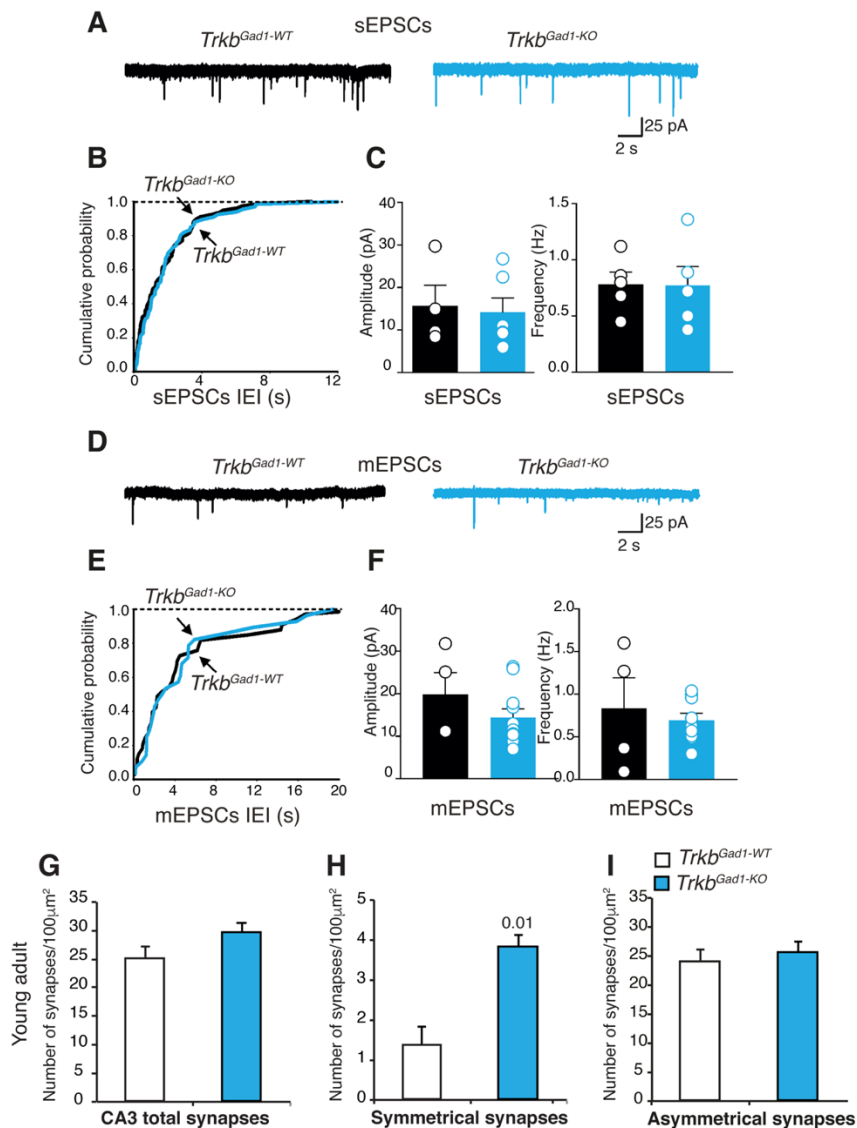 A
sEPSCs
Trkb^Gad1-WT
Trkb^Gad1-KO
25 pA
2 s
B
Trkb^Gad1-KO
Trkb^Gad1-WT
Cumulative probability
1.0
0.8
0.6
0.4
0.2
0.0
0 4 8 12
sEPSCs IEI (s)
C
Amplitude (pA)
40
30
20
10
0
sEPSCs
Frequency (Hz)
1.5
1.0
0.5
0.0
sEPSCs
D
mEPSCs
Trkb^Gad1-WT
Trkb^Gad1-KO
25 pA
2 s
E
Trkb^Gad1-KO
Trkb^Gad1-WT
Cumulative probability
1.0
0.8
0.6
0.4
0.2
0.0
0 4 8 12 16 20
mEPSCs IEI (s)
F
Amplitude (pA)
40
30
20
10
0
mEPSCs
Frequency (Hz)
2.0
1.5
1.0
0.5
0.0
mEPSCs
Young adult
G
Number of synapses/100µm²
35
30
25
20
15
10
5
0
CA3 total synapses
H
Number of synapses/100µm²
5
4
3
2
1
0
0.01
Symmetrical synapses
I
Trkb^Gad1-WT
Trkb^Gad1-KO
Number of synapses/100µm²
35
30
25
20
15
10
5
0
Asymmetrical synapses